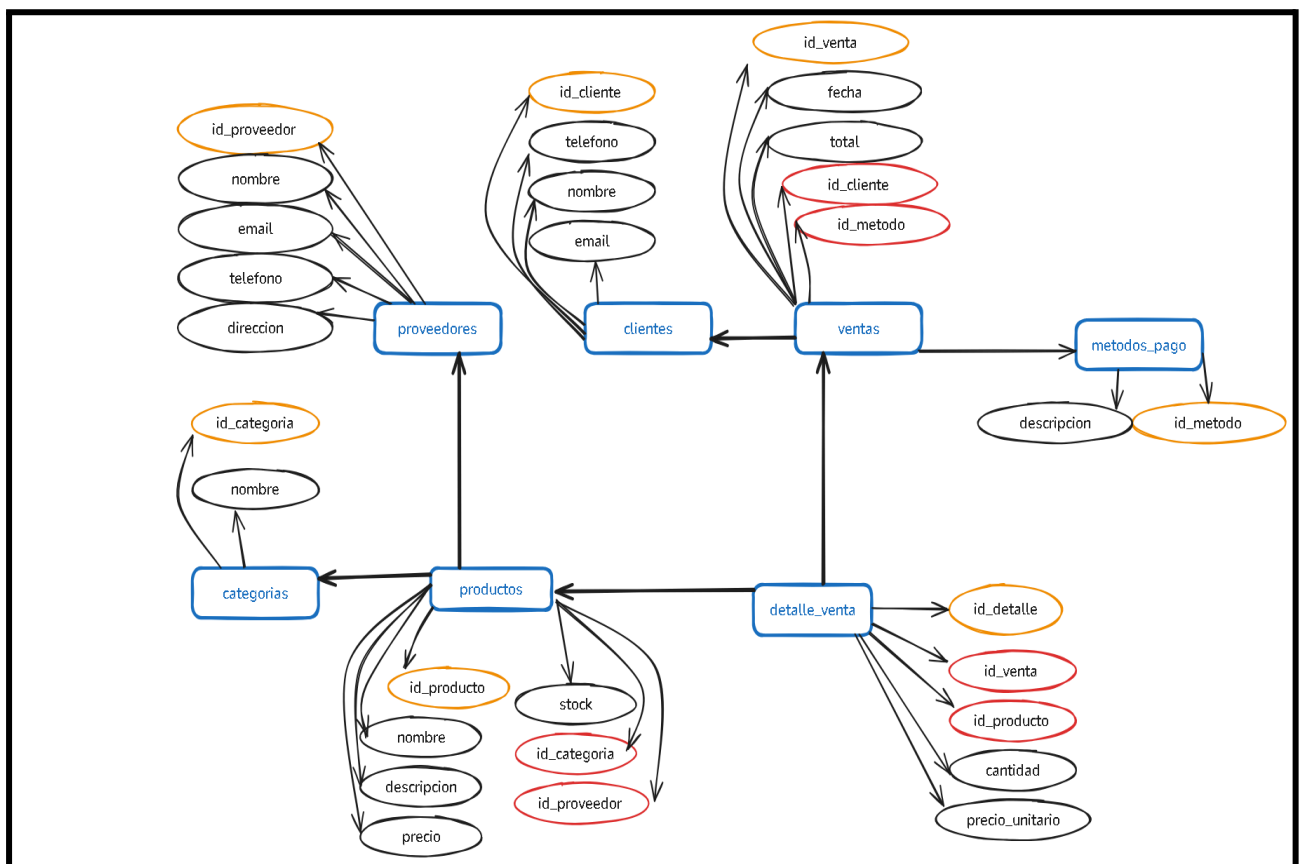 id_venta
id_cliente
fecha
id_proveedor
telefono
total
nombre
nombre
id_cliente
email
email
id_metodo
telefono
direccion
proveedores
clientes
ventas
metodos_pago
id_categoria
descripcion
id_metodo
nombre
categorias
productos
detalle_venta
id_detalle
id_producto
stock
id_venta
nombre
id_categoria
id_producto
descripcion
id_proveedor
cantidad
precio
precio_unitario